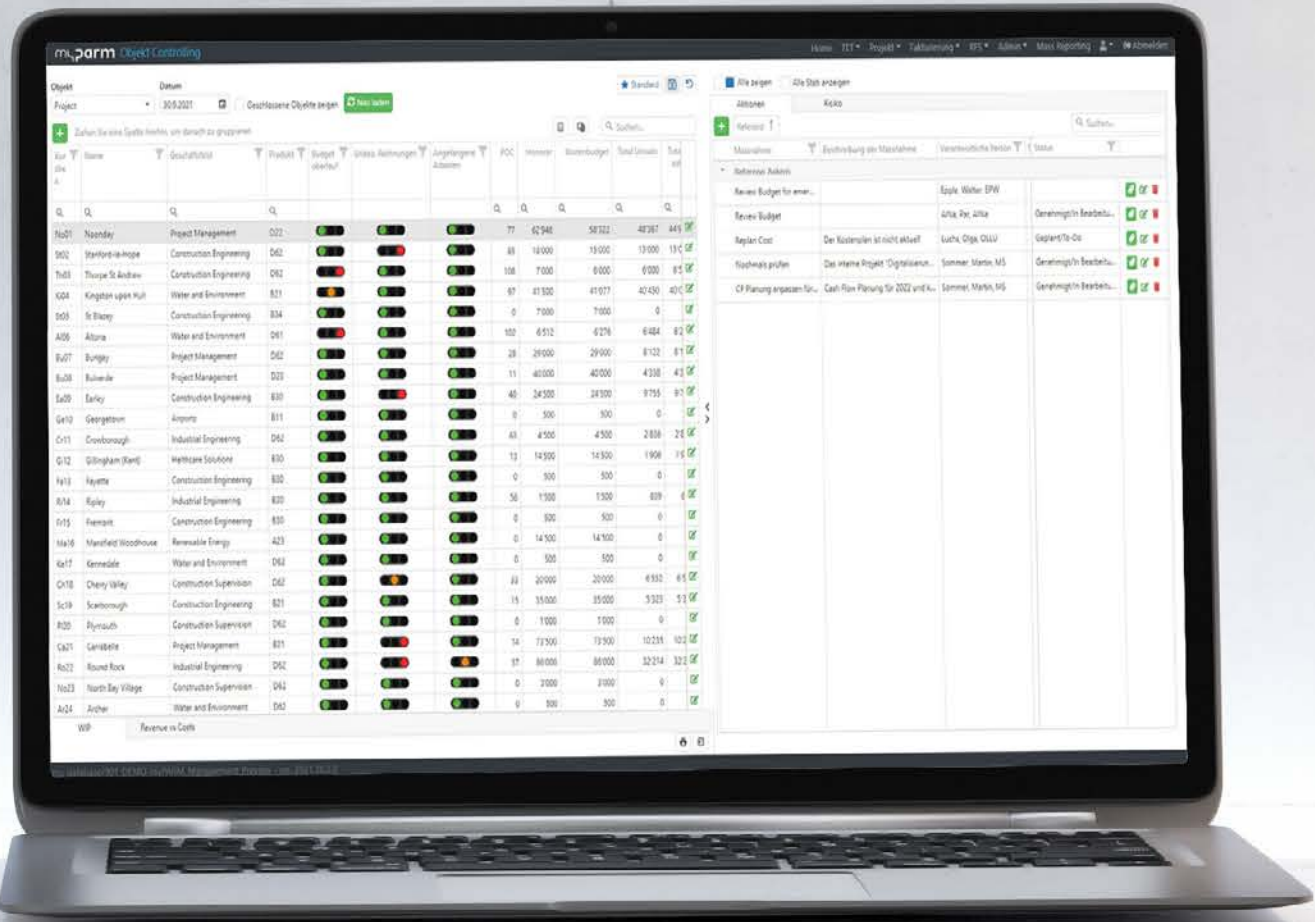 myparm Objekt Controlling
Home TET Projekt Fakturierung RFS Admin Mass Reporting Abmelden
Objekt Datum
Project 30.9.2021 Geschlossene Objekte zeigen Neu laden
Standard
Ziehen Sie eine Spalte hierhin, um danach zu gruppieren
Suchen...
Name Geschäftsfeld Produkt Budget überlauf Unbez. Rechnungen Angefangene Arbeiten POC Honorar Kostenbudget Total Umsatz
No01 Noonday Project Management D22 77 62'948 58'322 48'367
St02 Stanford-le-Hope Construction Engineering D62 18'000 15'000 13'000
Th03 Thorpe St Andrew Construction Engineering D62 108 7'000 6'000 6'000
Ki04 Kingston upon Hull Water and Environment B21 97 41'500 41'077 40'450
St05 St Blazey Construction Engineering B34 0 7'000 7'000 0
Al06 Altoona Water and Environment D61 102 6'512 6'276 6'484
Bu07 Bungay Project Management D62 28 29'000 29'000 8'122
Bu08 Bulverde Project Management D23 11 40'000 40'000 4'338
Ea09 Earley Construction Engineering B30 40 24'500 24'500 9'755
Ge10 Georgetown Airports B11 0 500 500 0
Cr11 Crowborough Industrial Engineering D62 63 4'500 4'500
Gi12 Gillingham (Kent) Healthcare Solutions B30 13 14'500 14'500 1'906
Fa13 Fayette Construction Engineering B30 0 500 500 0
Ri14 Ripley Industrial Engineering B30 56 1'500 1'500 839
Fr15 Fremont Construction Engineering B30 0 500 500 0
Ma16 Mansfield Woodhouse Renewable Energy A23 0 14'500 14'500 0
Ke17 Kennedale Water and Environment D62 0 500 500 0
Ch18 Cherry Valley Construction Supervision D62 33 20'000 20'000 6'552
Sc19 Scarborough Construction Engineering B21 15 35'000 35'000 5'323
Pl20 Plymouth Construction Supervision D62 0 1'000 1'000 0
Ca21 Carrabelle Project Management B21 14 73'500 73'500 10'235
Ro22 Round Rock Industrial Engineering D62 37 86'000 86'000 32'214
No23 North Bay Village Construction Supervision D62 0 3'000 3'000 0
Ar24 Archer Water and Environment D62 0 500 500 0
WIP Revenue vs Costs
Alle zeigen Alle Stati anzeigen
Aktionen Risiko
Referenz Suchen...
Massnahme Beschreibung der Massnahme Verantwortliche Person Status
Review Budget for emer... Epple, Walter, EPW
Review Budget Genehmigt/In Bearbeitu...
Replan Cost Der Kostenplan ist nicht aktuell Luchs, Olga, OLLU Geplant/To-Do
Nochmals prüfen Das interne Projekt "Digitalisierun... Sommer, Martin, MS Genehmigt/In Bearbeitu...
CF Planung anpassen für... Cash Flow Planung für 2022 und k... Sommer, Martin, MS Genehmigt/In Bearbeitu...